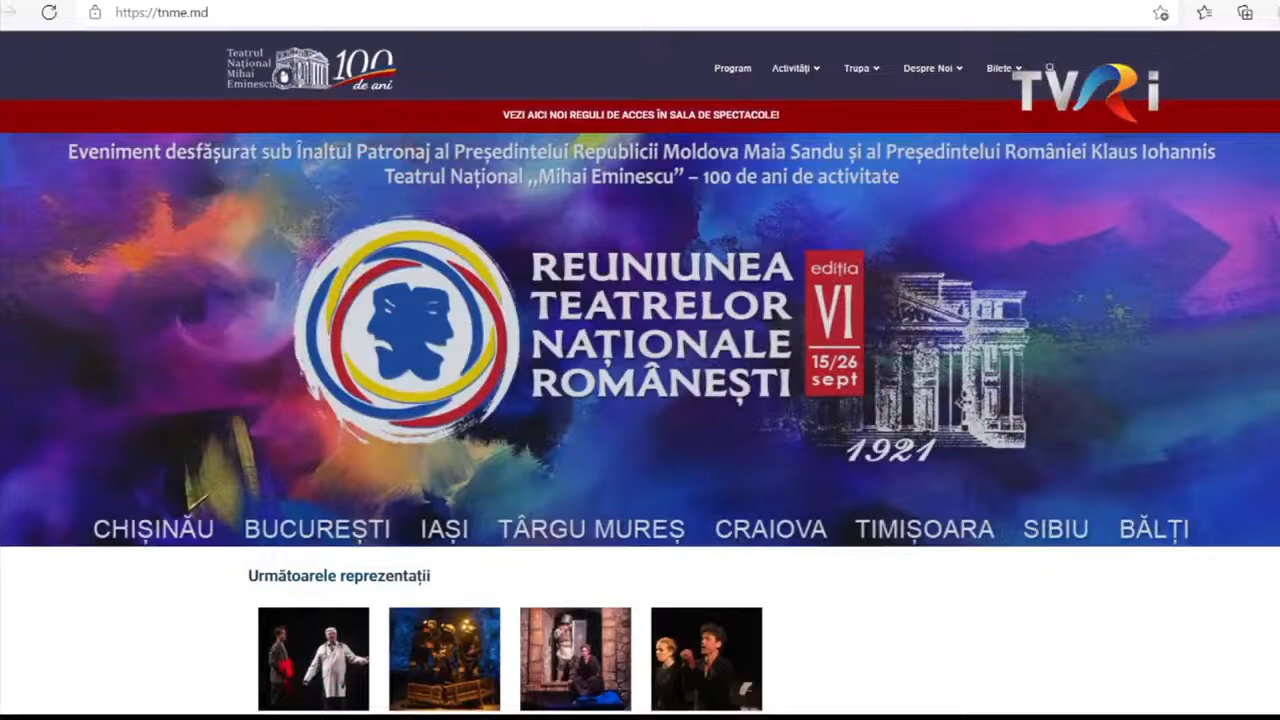 https://tnme.md
Teatrul
Național
Mihai
Eminescu
100
de ani
Program Activități Trupa Despre Noi Bilete
TVRi
VEZI AICI NOI REGULI DE ACCES ÎN SALA DE SPECTACOLE!
Eveniment desfășurat sub Înaltul Patronaj al Președintelui Republicii Moldova Maia Sandu și al Președintelui României Klaus Iohannis
Teatrul Național „Mihai Eminescu” – 100 de ani de activitate
REUNIUNEA
TEATRELOR
NAȚIONALE
ROMÂNEȘTI
ediția
VI
15/26
sept
1921
CHIȘINĂU BUCUREȘTI IAȘI TÂRGU MUREȘ CRAIOVA TIMIȘOARA SIBIU BĂLȚI
Următoarele reprezentații